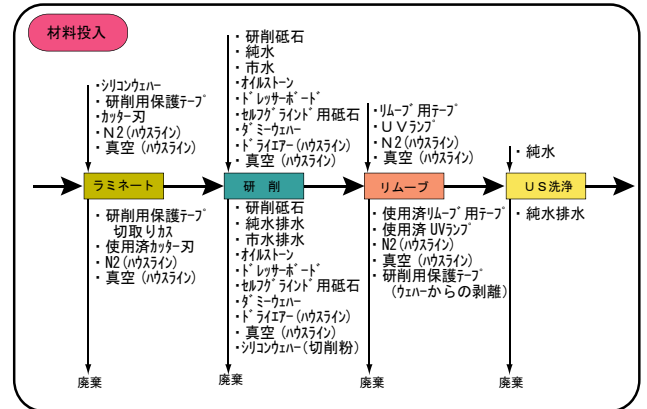 材料投入
・シリコンウェハー
・研削用保護テープ
・カッター刃
・N2(ハウスライン)
・真空(ハウスライン)
・研削砥石
・純水
・市水
・オイルストーン
・ドレッサーボード
・セルフグラインド用砥石
・ダミーウェハー
・ドライエアー(ハウスライン)
・真空(ハウスライン)
・リムーブ用テープ
・UVランプ
・N2(ハウスライン)
・真空(ハウスライン)
・純水
ラミネート
研 削
リムーブ
US洗浄
・研削用保護テープ
切取りカス
・使用済カッター刃
・N2(ハウスライン)
・真空(ハウスライン)
・研削砥石
・純水排水
・市水排水
・オイルストーン
・ドレッサーボード
・セルフグラインド用砥石
・ダミーウェハー
・ドライエアー(ハウスライン)
・真空(ハウスライン)
・シリコンウェハー(切削粉)
・使用済リムーブ用テープ
・使用済UVランプ
・N2(ハウスライン)
・真空(ハウスライン)
・研削用保護テープ
(ウェハーからの剥離)
・純水排水
廃棄
廃棄
廃棄
廃棄